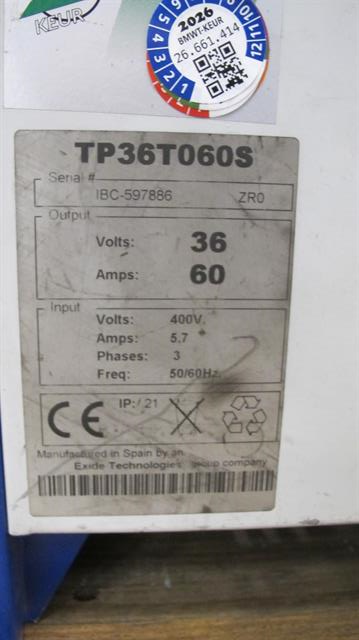 KEUR
2026
BMWT-KEUR
26.661.414
TP36T060S
Serial #
IBC-597886 ZR0
Output
Volts: 36
Amps: 60
Input
Volts: 400V.
Amps: 5.7
Phases: 3
Freq: 50/60Hz.
CE IP: 21
Manufactured in Spain by an
Exide Technologies group company